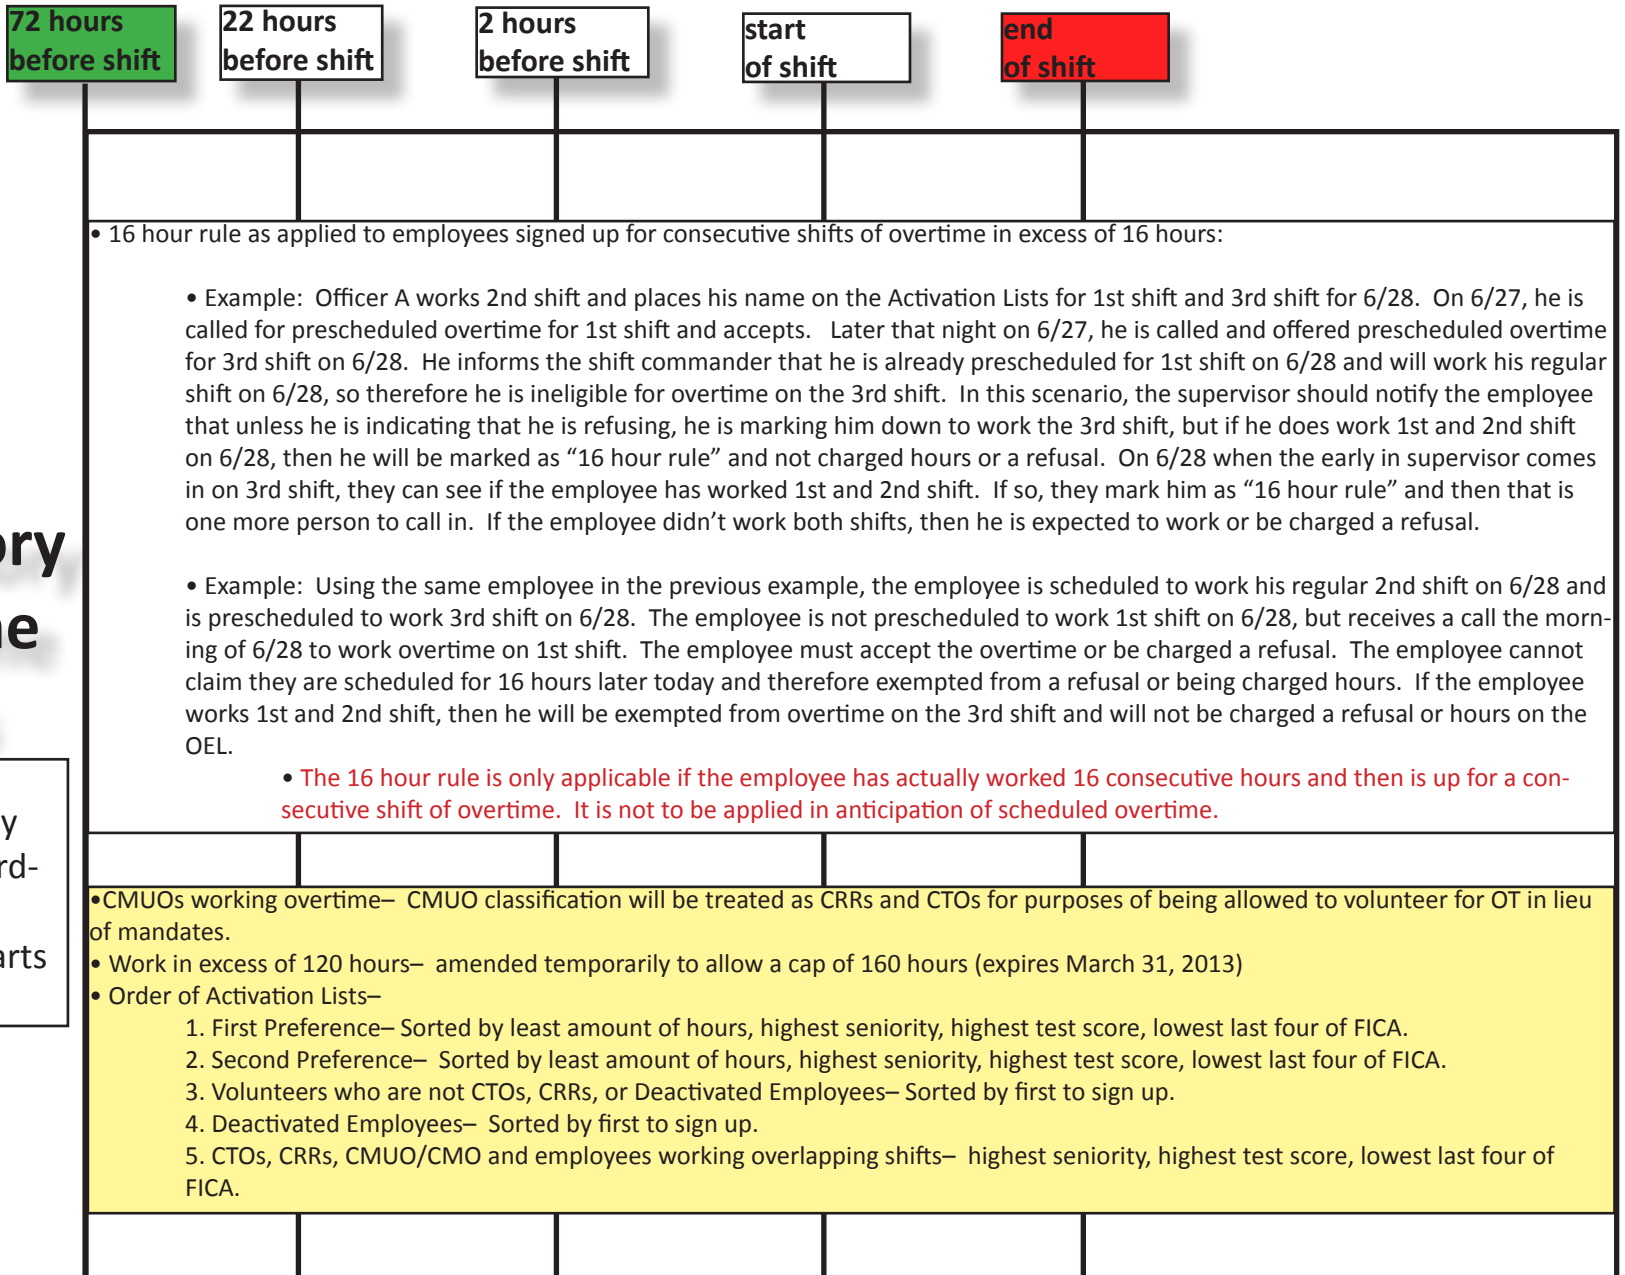 72 hours
before shift
22 hours
before shift
2 hours
before shift
start
of shift
end
of shift
• 16 hour rule as applied to employees signed up for consecutive shifts of overtime in excess of 16 hours:
• Example:  Officer A works 2nd shift and places his name on the Activation Lists for 1st shift and 3rd shift for 6/28.  On 6/27, he is
called for prescheduled overtime for 1st shift and accepts.   Later that night on 6/27, he is called and offered prescheduled overtime
for 3rd shift on 6/28.  He informs the shift commander that he is already prescheduled for 1st shift on 6/28 and will work his regular
shift on 6/28, so therefore he is ineligible for overtime on the 3rd shift.  In this scenario, the supervisor should notify the employee
that unless he is indicating that he is refusing, he is marking him down to work the 3rd shift, but if he does work 1st and 2nd shift
on 6/28, then he will be marked as “16 hour rule” and not charged hours or a refusal. On 6/28 when the early in supervisor comes
in on 3rd shift, they can see if the employee has worked 1st and 2nd shift.  If so, they mark him as “16 hour rule” and then that is
one more person to call in.  If the employee didn’t work both shifts, then he is expected to work or be charged a refusal.
• Example:  Using the same employee in the previous example, the employee is scheduled to work his regular 2nd shift on 6/28 and
is prescheduled to work 3rd shift on 6/28.  The employee is not prescheduled to work 1st shift on 6/28, but receives a call the morn-
ing of 6/28 to work overtime on 1st shift.  The employee must accept the overtime or be charged a refusal.  The employee cannot
claim they are scheduled for 16 hours later today and therefore exempted from a refusal or being charged hours.  If the employee
works 1st and 2nd shift, then he will be exempted from overtime on the 3rd shift and will not be charged a refusal or hours on the
OEL.
• The 16 hour rule is only applicable if the employee has actually worked 16 consecutive hours and then is up for a con-
secutive shift of overtime.  It is not to be applied in anticipation of scheduled overtime.
ory
ne
y
rd-
arts
•CMUOs working overtime–  CMUO classification will be treated as CRRs and CTOs for purposes of being allowed to volunteer for OT in lieu
of mandates.
• Work in excess of 120 hours–  amended temporarily to allow a cap of 160 hours (expires March 31, 2013)
• Order of Activation Lists–
1. First Preference– Sorted by least amount of hours, highest seniority, highest test score, lowest last four of FICA.
2. Second Preference–  Sorted by least amount of hours, highest seniority, highest test score, lowest last four of FICA.
3. Volunteers who are not CTOs, CRRs, or Deactivated Employees– Sorted by first to sign up.
4. Deactivated Employees–  Sorted by first to sign up.
5. CTOs, CRRs, CMUO/CMO and employees working overlapping shifts–  highest seniority, highest test score, lowest last four of
FICA.